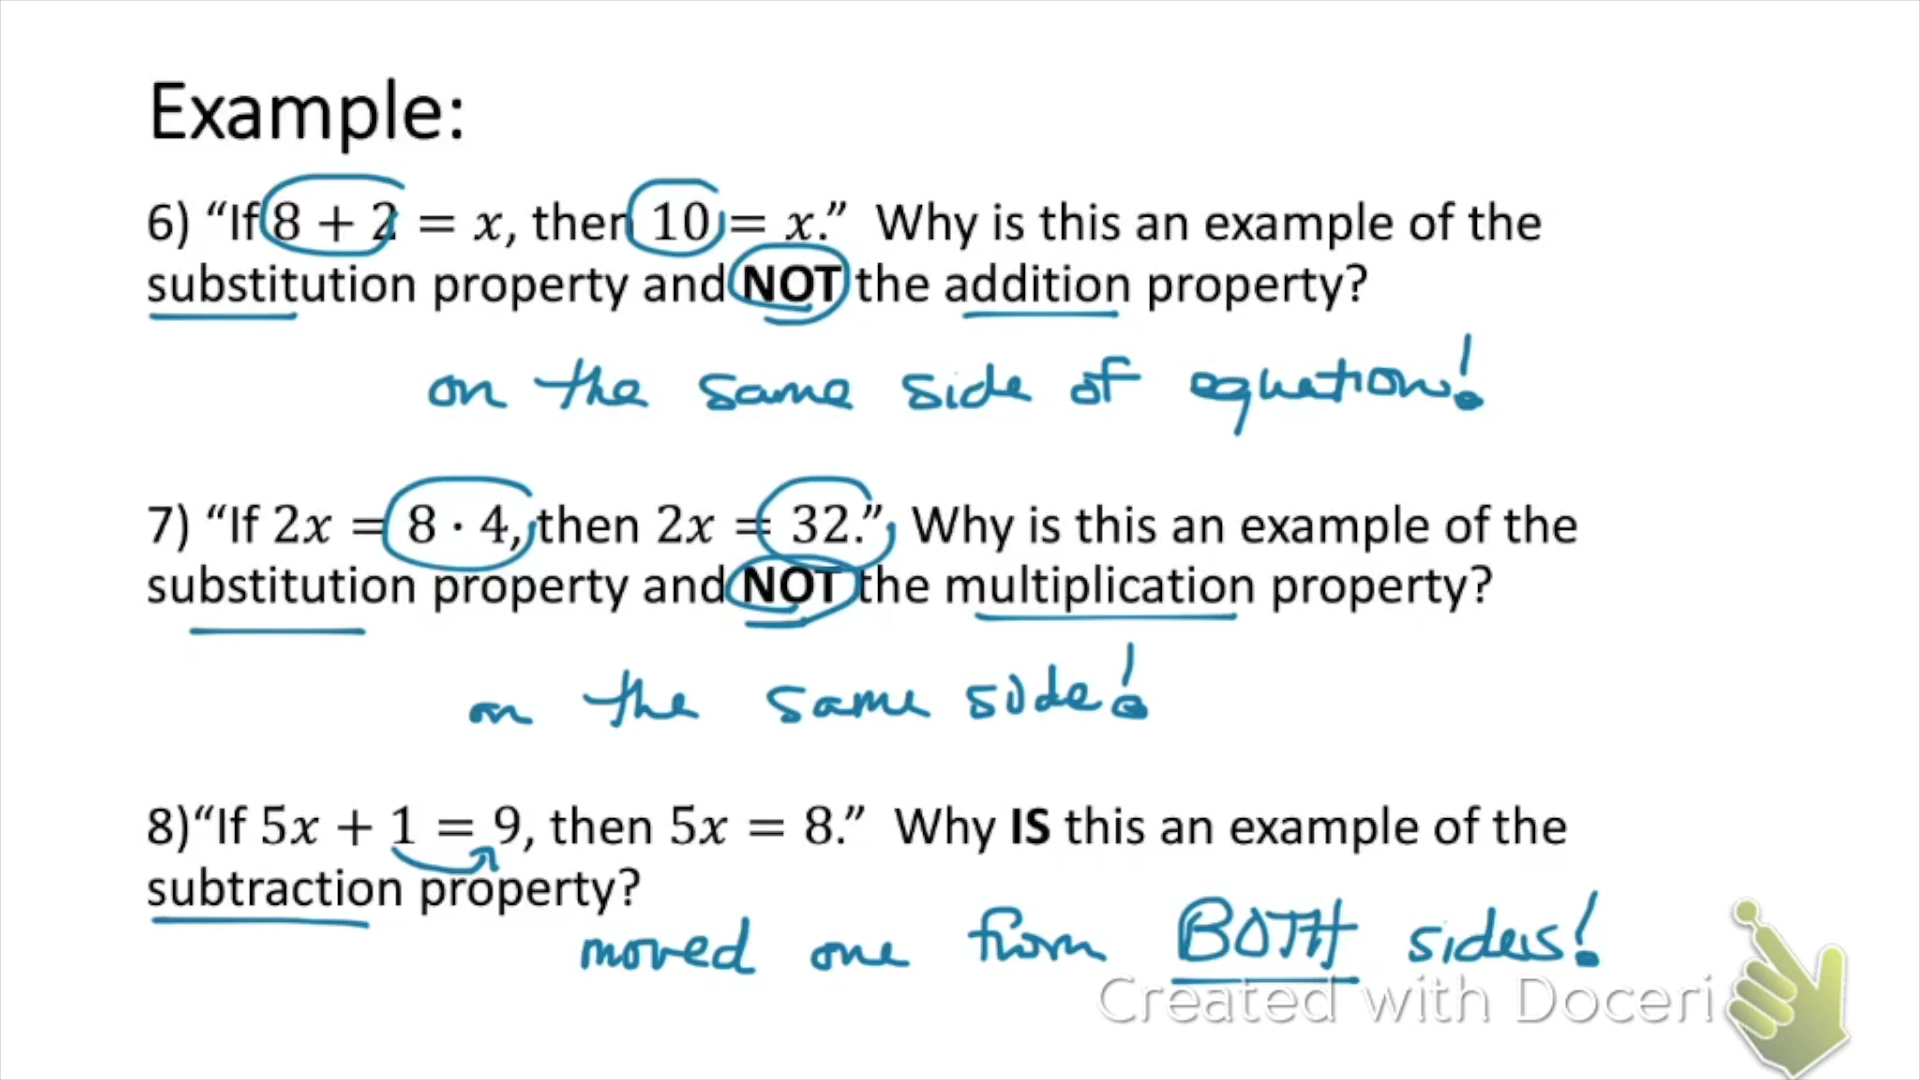 Example:
6) “If 8 + 2 = x, then 10 = x.” Why is this an example of the
substitution property and NOT the addition property?
on the same side of equation!
7) “If 2x = 8 · 4, then 2x = 32.” Why is this an example of the
substitution property and NOT the multiplication property?
on the same side!
8)“If 5x + 1 = 9, then 5x = 8.” Why IS this an example of the
subtraction property?
moved one from BOTH sides!
Created with Doceri